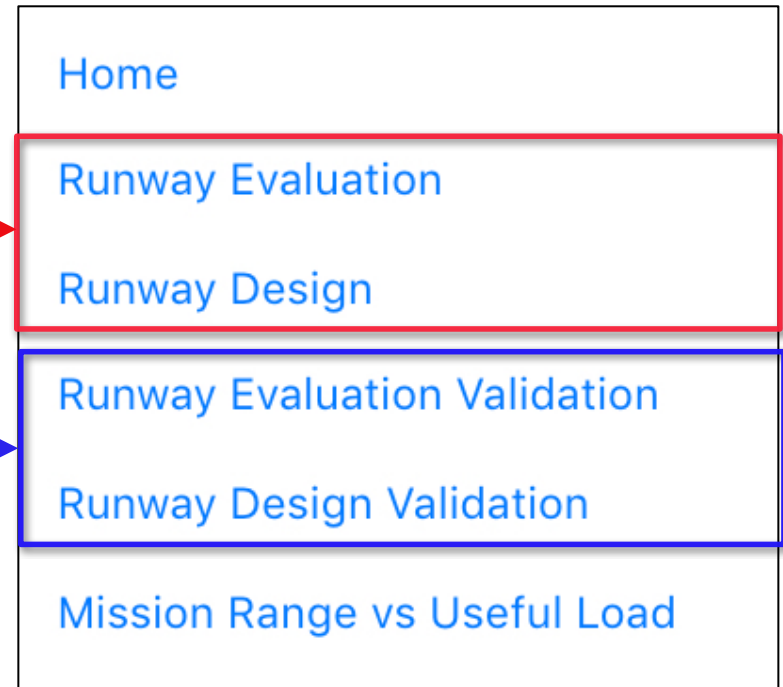 Home
Runway Evaluation
Runway Design
Runway Evaluation Validation
Runway Design Validation
Mission Range vs Useful Load